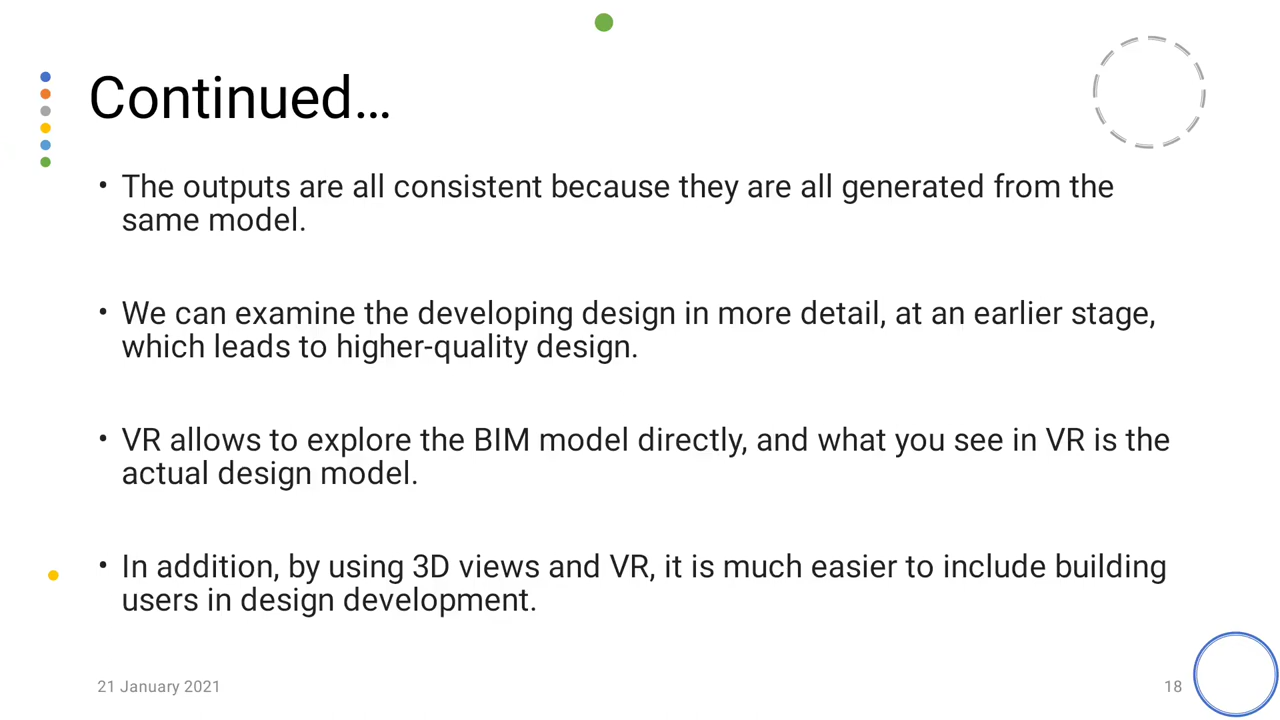 Continued…
• The outputs are all consistent because they are all generated from the
same model.
• We can examine the developing design in more detail, at an earlier stage,
which leads to higher-quality design.
• VR allows to explore the BIM model directly, and what you see in VR is the
actual design model.
• In addition, by using 3D views and VR, it is much easier to include building
users in design development.
21 January 2021
18